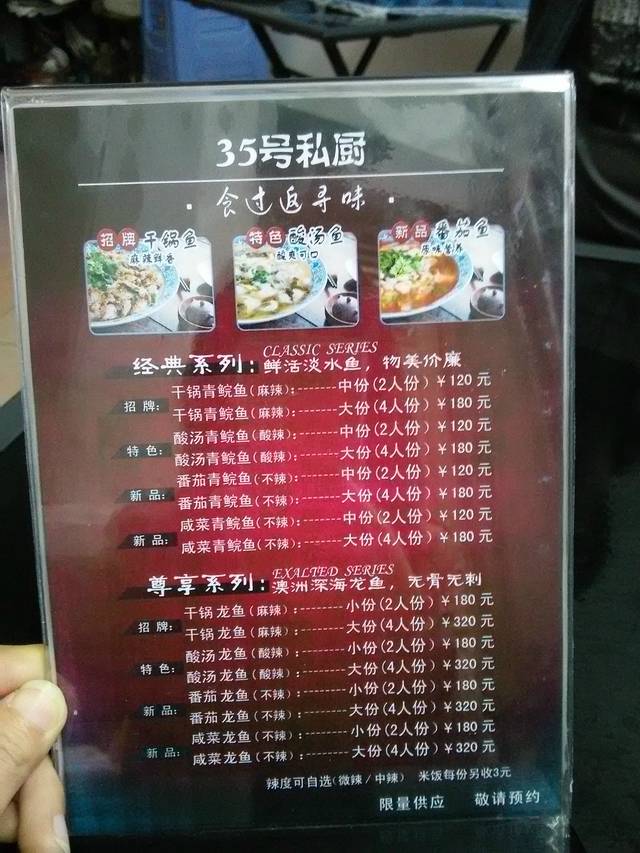 35号私厨
·食过返寻味·
招牌 干锅鱼 特色 酸汤鱼 新品 番茄鱼
麻辣鲜香 酸爽可口 原味营养
CLASSIC SERIES
经典系列：鲜活淡水鱼，物美价廉
招牌：
干锅青鲩鱼(麻辣)：-------中份(2人份)￥120元
干锅青鲩鱼(麻辣)：-------大份(4人份)￥180元
特色：
酸汤青鲩鱼(酸辣)：-------中份(2人份)￥120元
酸汤青鲩鱼(酸辣)：-------大份(4人份)￥180元
新品：
番茄青鲩鱼(不辣)：-------中份(2人份)￥120元
番茄青鲩鱼(不辣)：-------大份(4人份)￥180元
新品：
咸菜青鲩鱼(不辣)：-------中份(2人份)￥120元
咸菜青鲩鱼(不辣)：-------大份(4人份)￥180元
EXALTED SERIES
尊享系列：澳洲深海龙鱼，无骨无刺
招牌：
干锅龙鱼(麻辣)：--------小份(2人份)￥180元
干锅龙鱼(麻辣)：--------大份(4人份)￥320元
特色：
酸汤龙鱼(酸辣)：--------小份(2人份)￥180元
酸汤龙鱼(酸辣)：--------大份(4人份)￥320元
新品：
番茄龙鱼(不辣)：--------小份(2人份)￥180元
番茄龙鱼(不辣)：--------大份(4人份)￥320元
新品：
咸菜龙鱼(不辣)：--------小份(2人份)￥180元
咸菜龙鱼(不辣)：--------大份(4人份)￥320元
辣度可自选(微辣/中辣) 米饭每份另收3元
限量供应 敬请预约